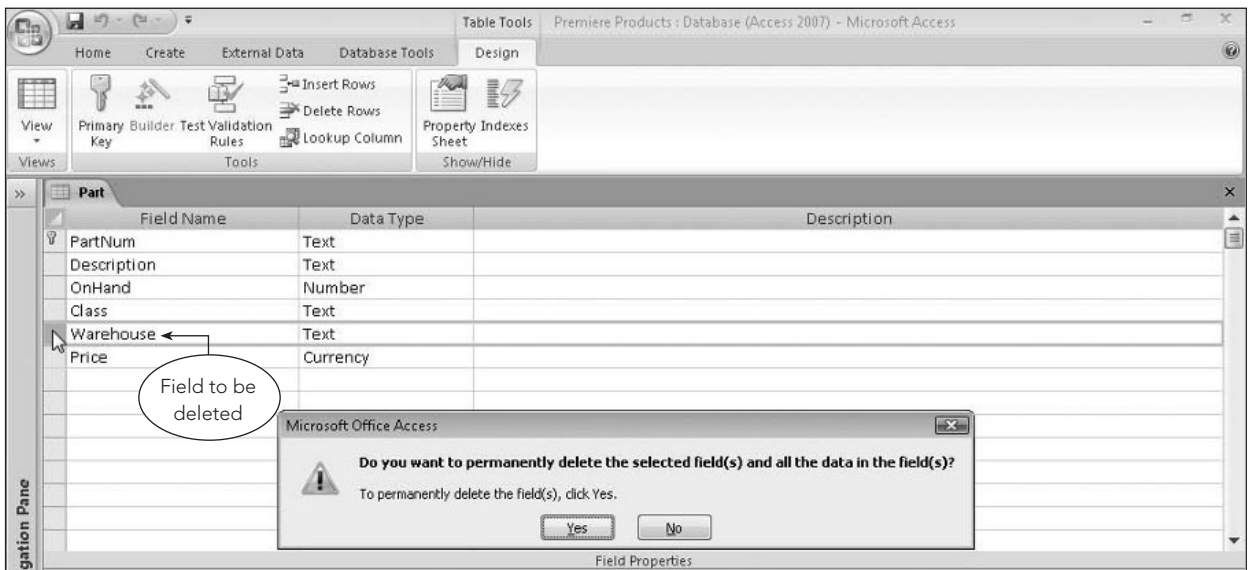 Table Tools Premiere Products : Database (Access 2007) - Microsoft Access
Home Create External Data Database Tools Design
View
Primary Key
Builder
Test Validation Rules
Insert Rows
Delete Rows
Lookup Column
Property Sheet
Indexes
Views Tools Show/Hide
» Part ×
Field Name Data Type Description
PartNum Text
Description Text
OnHand Number
Class Text
Warehouse Text
Price Currency
Field to be
deleted
Microsoft Office Access
Do you want to permanently delete the selected field(s) and all the data in the field(s)?
To permanently delete the field(s), click Yes.
Yes No
gation Pane
Field Properties